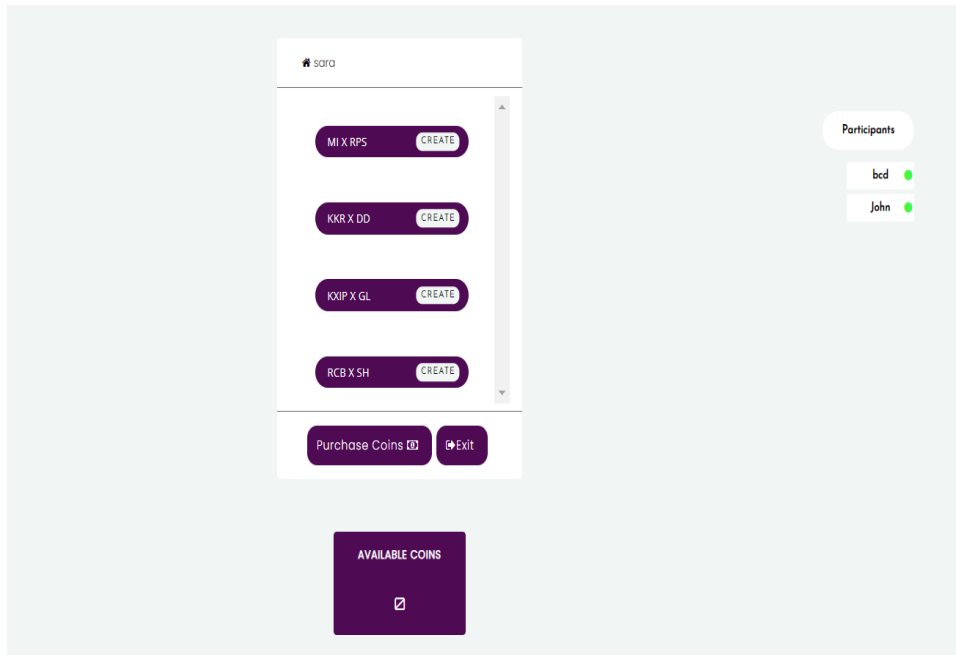 sara
MI X RPS CREATE
KKR X DD CREATE
KXIP X GL CREATE
RCB X SH CREATE
Purchase Coins Exit
AVAILABLE COINS
0
Participants
bcd
John